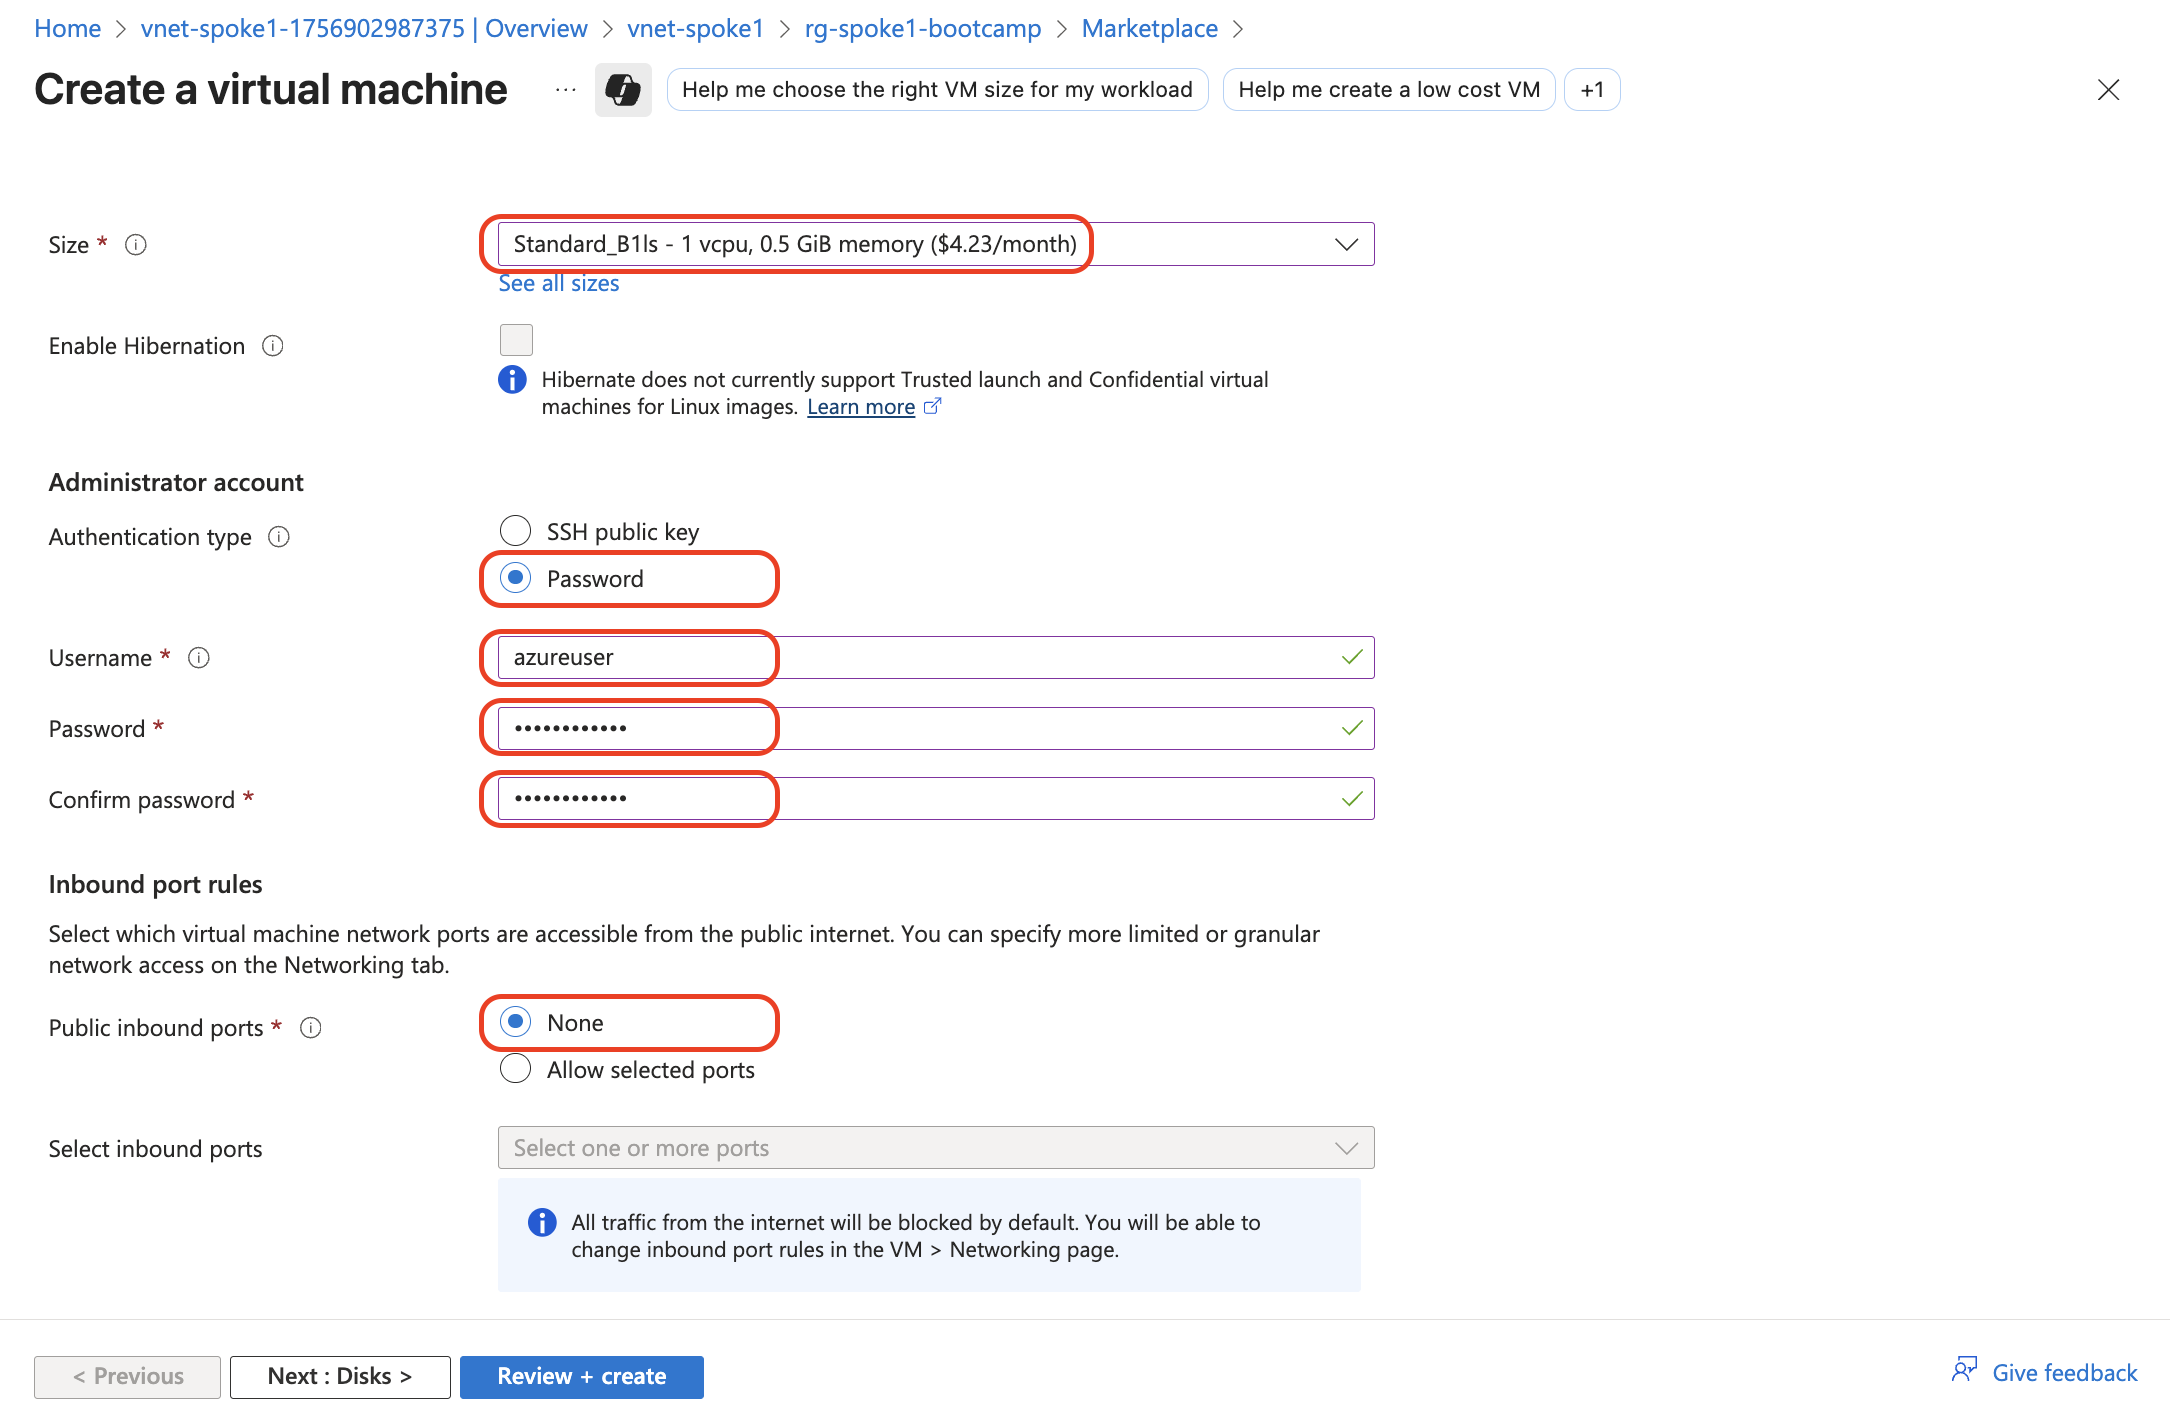 Home > vnet-spoke1-1756902987375 | Overview > vnet-spoke1 > rg-spoke1-bootcamp > Marketplace >
Create a virtual machine ... Help me choose the right VM size for my workload Help me create a low cost VM +1
Size * Standard_B1ls - 1 vcpu, 0.5 GiB memory ($4.23/month)
See all sizes
Enable Hibernation
Hibernate does not currently support Trusted launch and Confidential virtual
machines for Linux images. Learn more
Administrator account
Authentication type SSH public key
Password
Username * azureuser
Password * ••••••••••••
Confirm password * ••••••••••••
Inbound port rules
Select which virtual machine network ports are accessible from the public internet. You can specify more limited or granular
network access on the Networking tab.
Public inbound ports * None
Allow selected ports
Select inbound ports Select one or more ports
All traffic from the internet will be blocked by default. You will be able to
change inbound port rules in the VM > Networking page.
< Previous Next : Disks > Review + create Give feedback